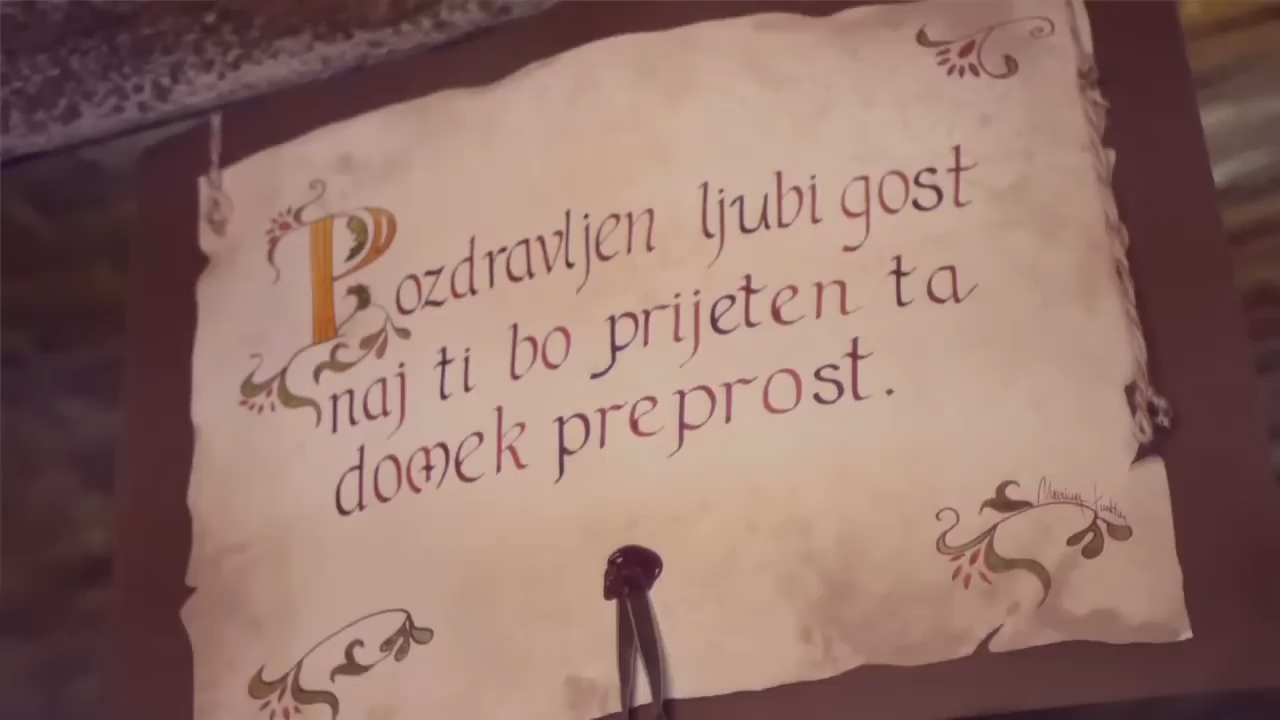 Pozdravljen ljubi gost
naj ti bo prijeten ta
domek preprost.